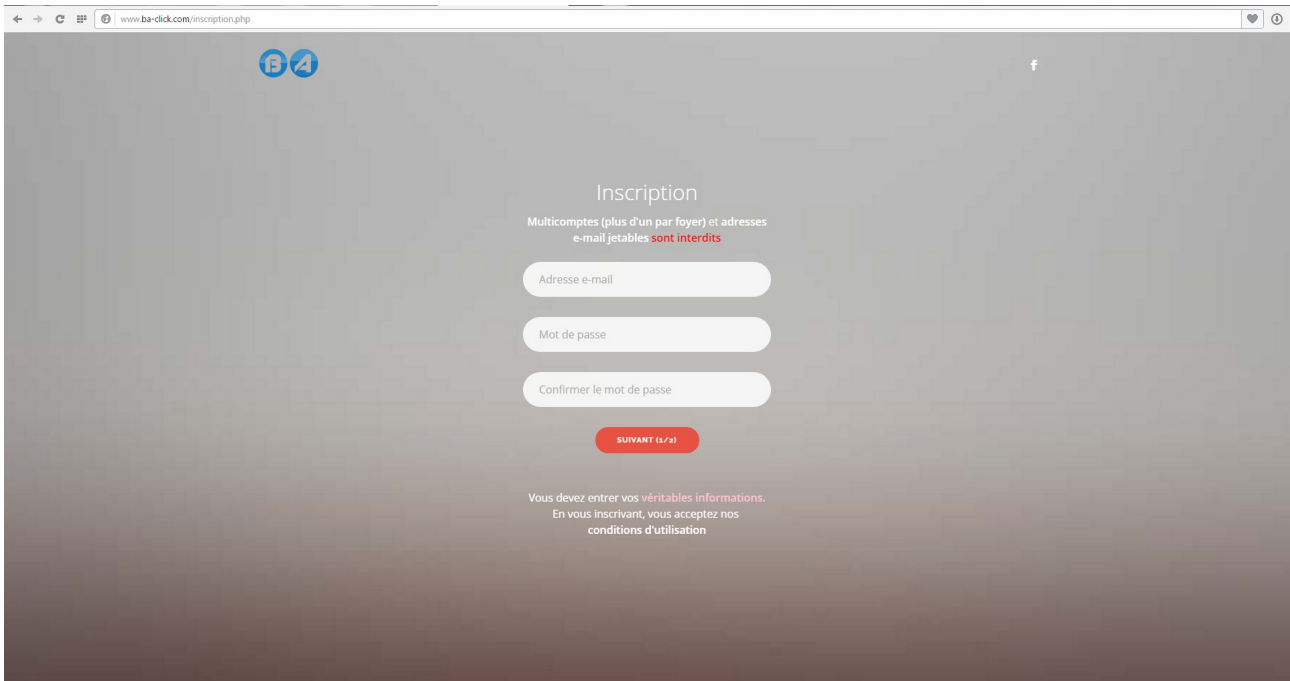 www.ba-click.com/inscription.php
BA
f
Inscription
Multicomptes (plus d'un par foyer) et adresses
e-mail jetables sont interdits
Adresse e-mail
Mot de passe
Confirmer le mot de passe
SUIVANT (1/2)
Vous devez entrer vos véritables informations.
En vous inscrivant, vous acceptez nos
conditions d'utilisation